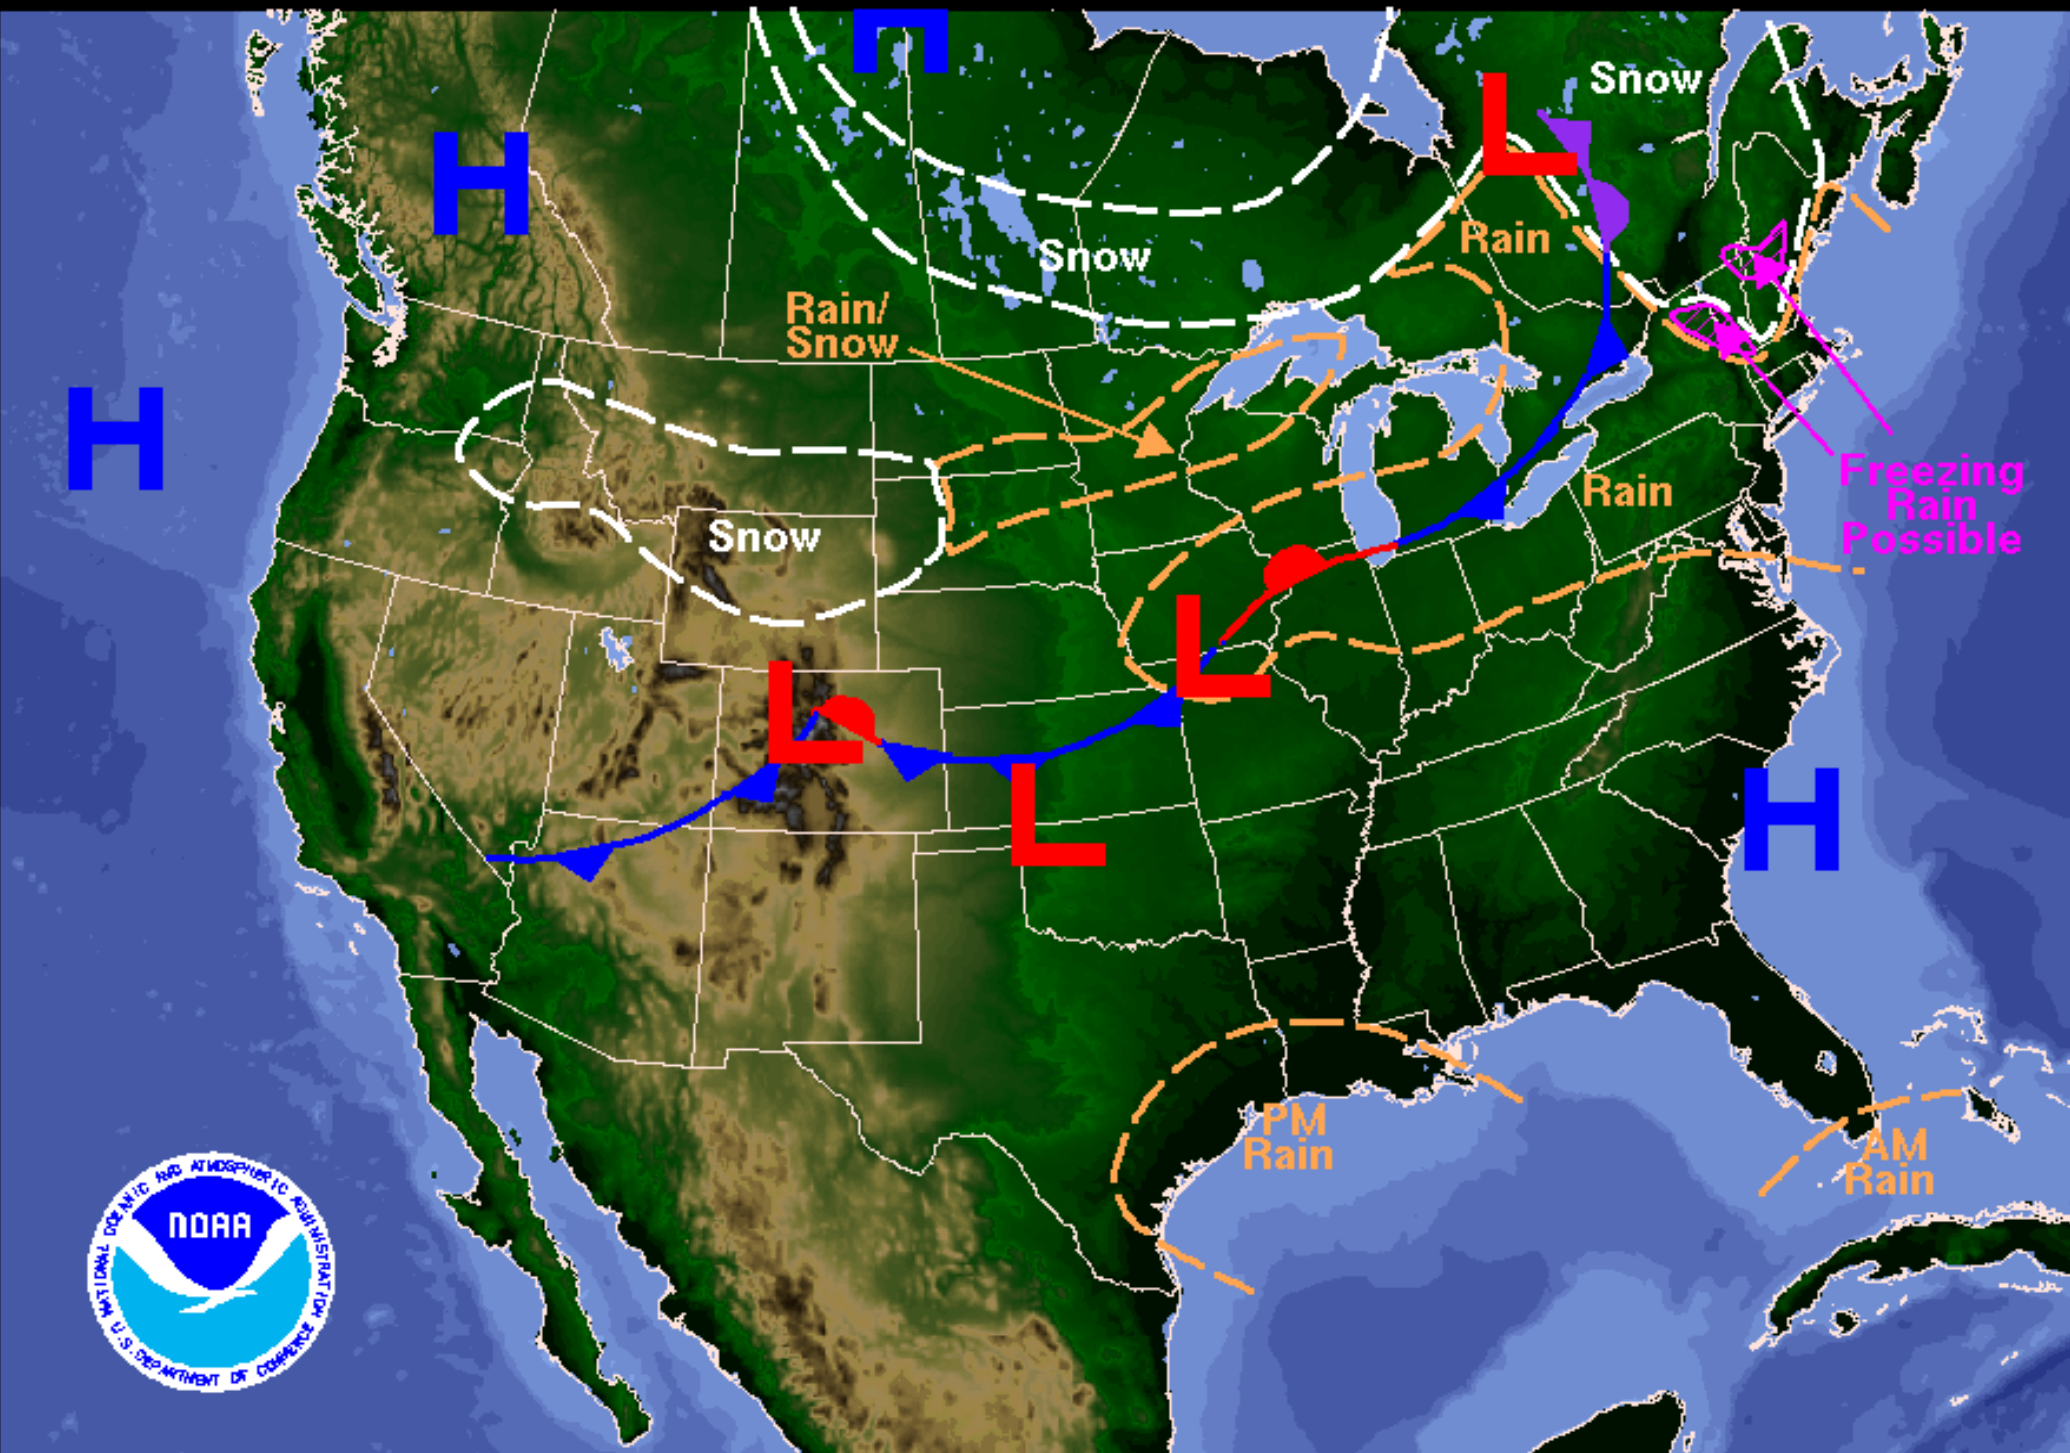 H
Snow
L
H
Rain
Snow
Rain/
Snow
H
Freezing
Rain
Possible
Rain
Snow
L
L
L
H
PM
Rain
AM
Rain
NATIONAL OCEANIC AND ATMOSPHERIC ADMINISTRATION
NOAA
U.S. DEPARTMENT OF COMMERCE